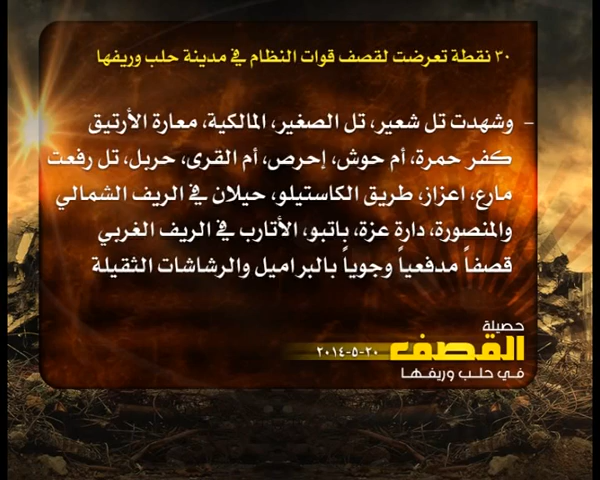 ٣٠ نقطة تعرضت لقصف قوات النظام في مدينة حلب وريفها
- وشهدت تل شعير، تل الصغير، المالكية، معارة الأرتيق
كفر حمرة، أم حوش، إحرص، أم القرى، حربل، تل رفعت
مارع، اعزاز، طريق الكاستيلو، حيلان في الريف الشمالي
والمنصورة، دارة عزة، باتبو، الأتارب في الريف الغربي
قصفاً مدفعياً وجوياً بالبراميل والرشاشات الثقيلة
حصيلة
القصف ٢٠-٥-٢٠١٤
في حلب وريفها